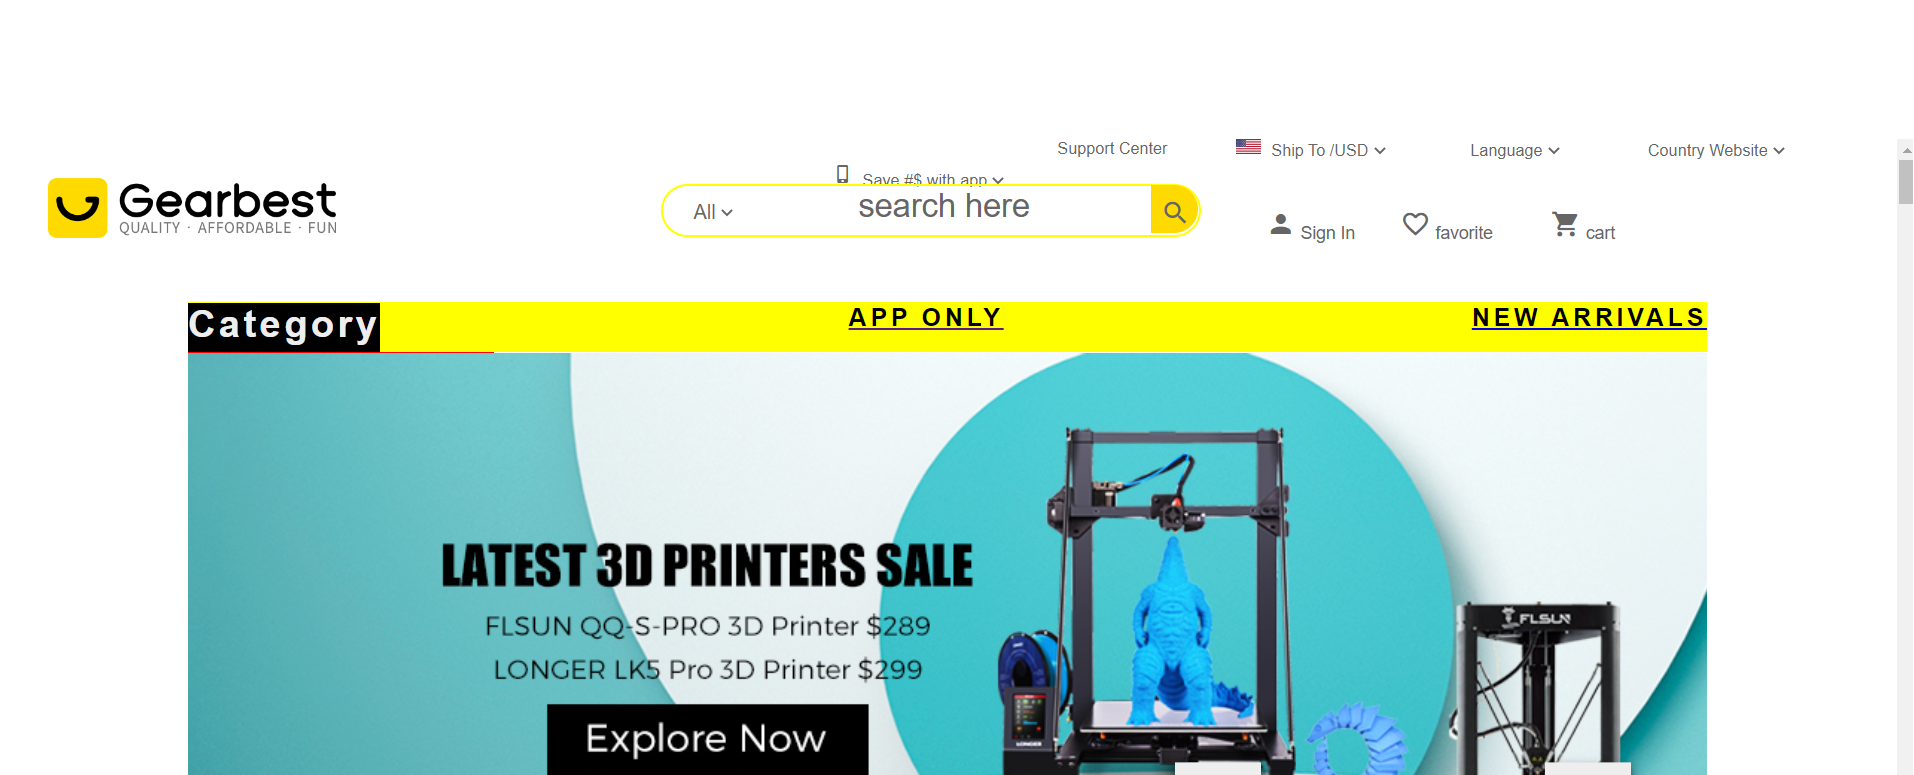 Support Center
Ship To /USD
Language
Country Website
Save #$ with app
Gearbest
QUALITY · AFFORDABLE · FUN
All
search here
Sign In
favorite
cart
Category
APP ONLY
NEW ARRIVALS
LATEST 3D PRINTERS SALE
FLSUN QQ-S-PRO 3D Printer $289
LONGER LK5 Pro 3D Printer $299
Explore Now
FLSUN
LONGER